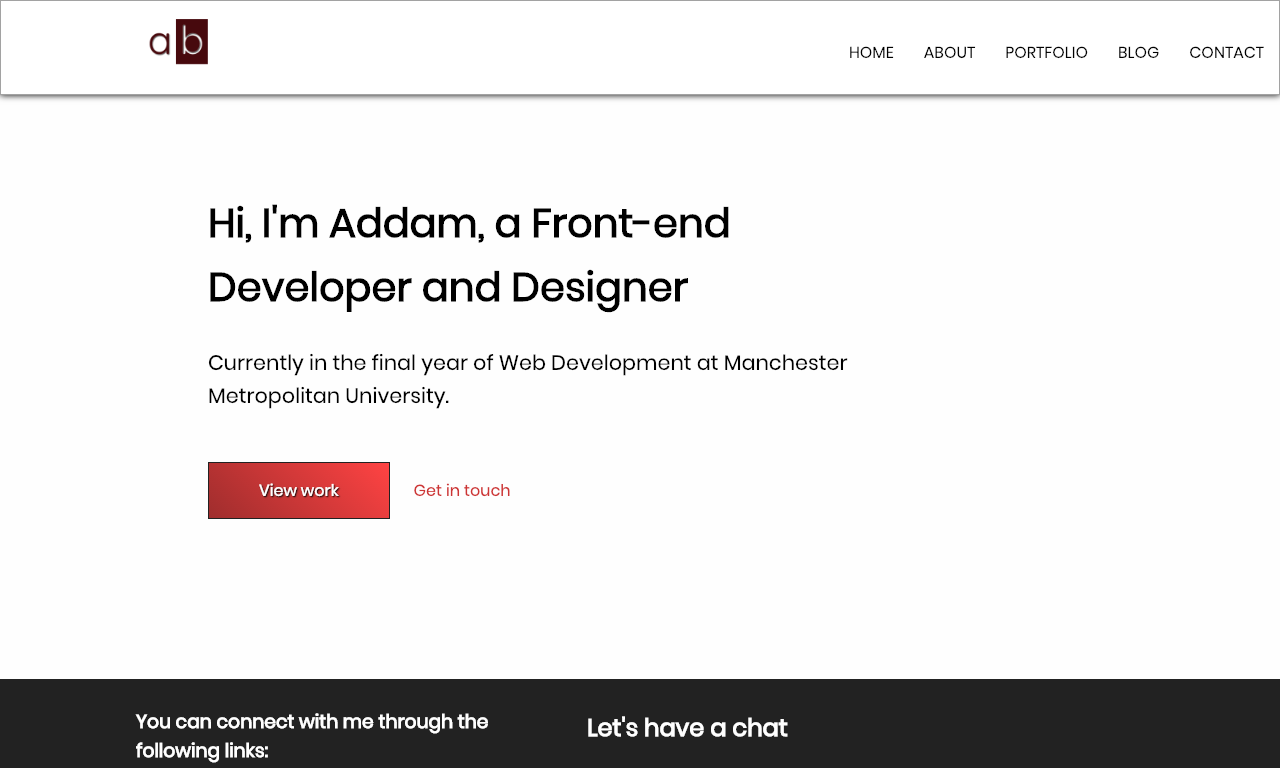 ab
HOME ABOUT PORTFOLIO BLOG CONTACT
Hi, I'm Addam, a Front-end
Developer and Designer
Currently in the final year of Web Development at Manchester
Metropolitan University.
View work Get in touch
You can connect with me through the
following links:
Let's have a chat